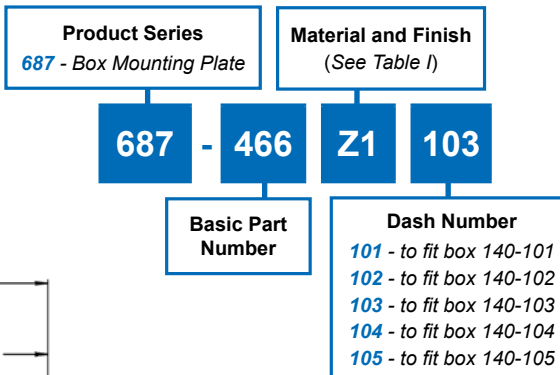 Product Series
687 - Box Mounting Plate
Material and Finish
(See Table I)
687 - 466 Z1 103
Basic Part
Number
Dash Number
101 - to fit box 140-101
102 - to fit box 140-102
103 - to fit box 140-103
104 - to fit box 140-104
105 - to fit box 140-105